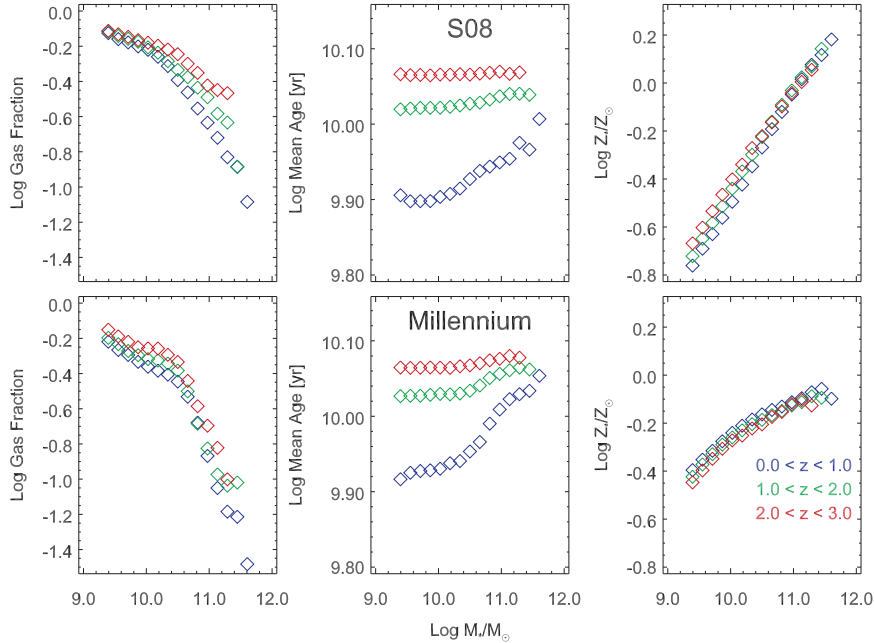 S08
Log Gas Fraction
0.0
-0.2
-0.4
-0.6
-0.8
-1.0
-1.2
-1.4
Log Mean Age [yr]
10.10
10.00
9.90
9.80
Log Z*/Z☉
0.2
0.0
-0.2
-0.4
-0.6
-0.8
Millennium
Log Gas Fraction
0.0
-0.2
-0.4
-0.6
-0.8
-1.0
-1.2
-1.4
Log Mean Age [yr]
10.10
10.00
9.90
9.80
Log Z*/Z☉
0.2
0.0
-0.2
-0.4
-0.6
-0.8
0.0 < z < 1.0
1.0 < z < 2.0
2.0 < z < 3.0
9.0 10.0 11.0 12.0
9.0 10.0 11.0 12.0
9.0 10.0 11.0 12.0
Log M*/M☉